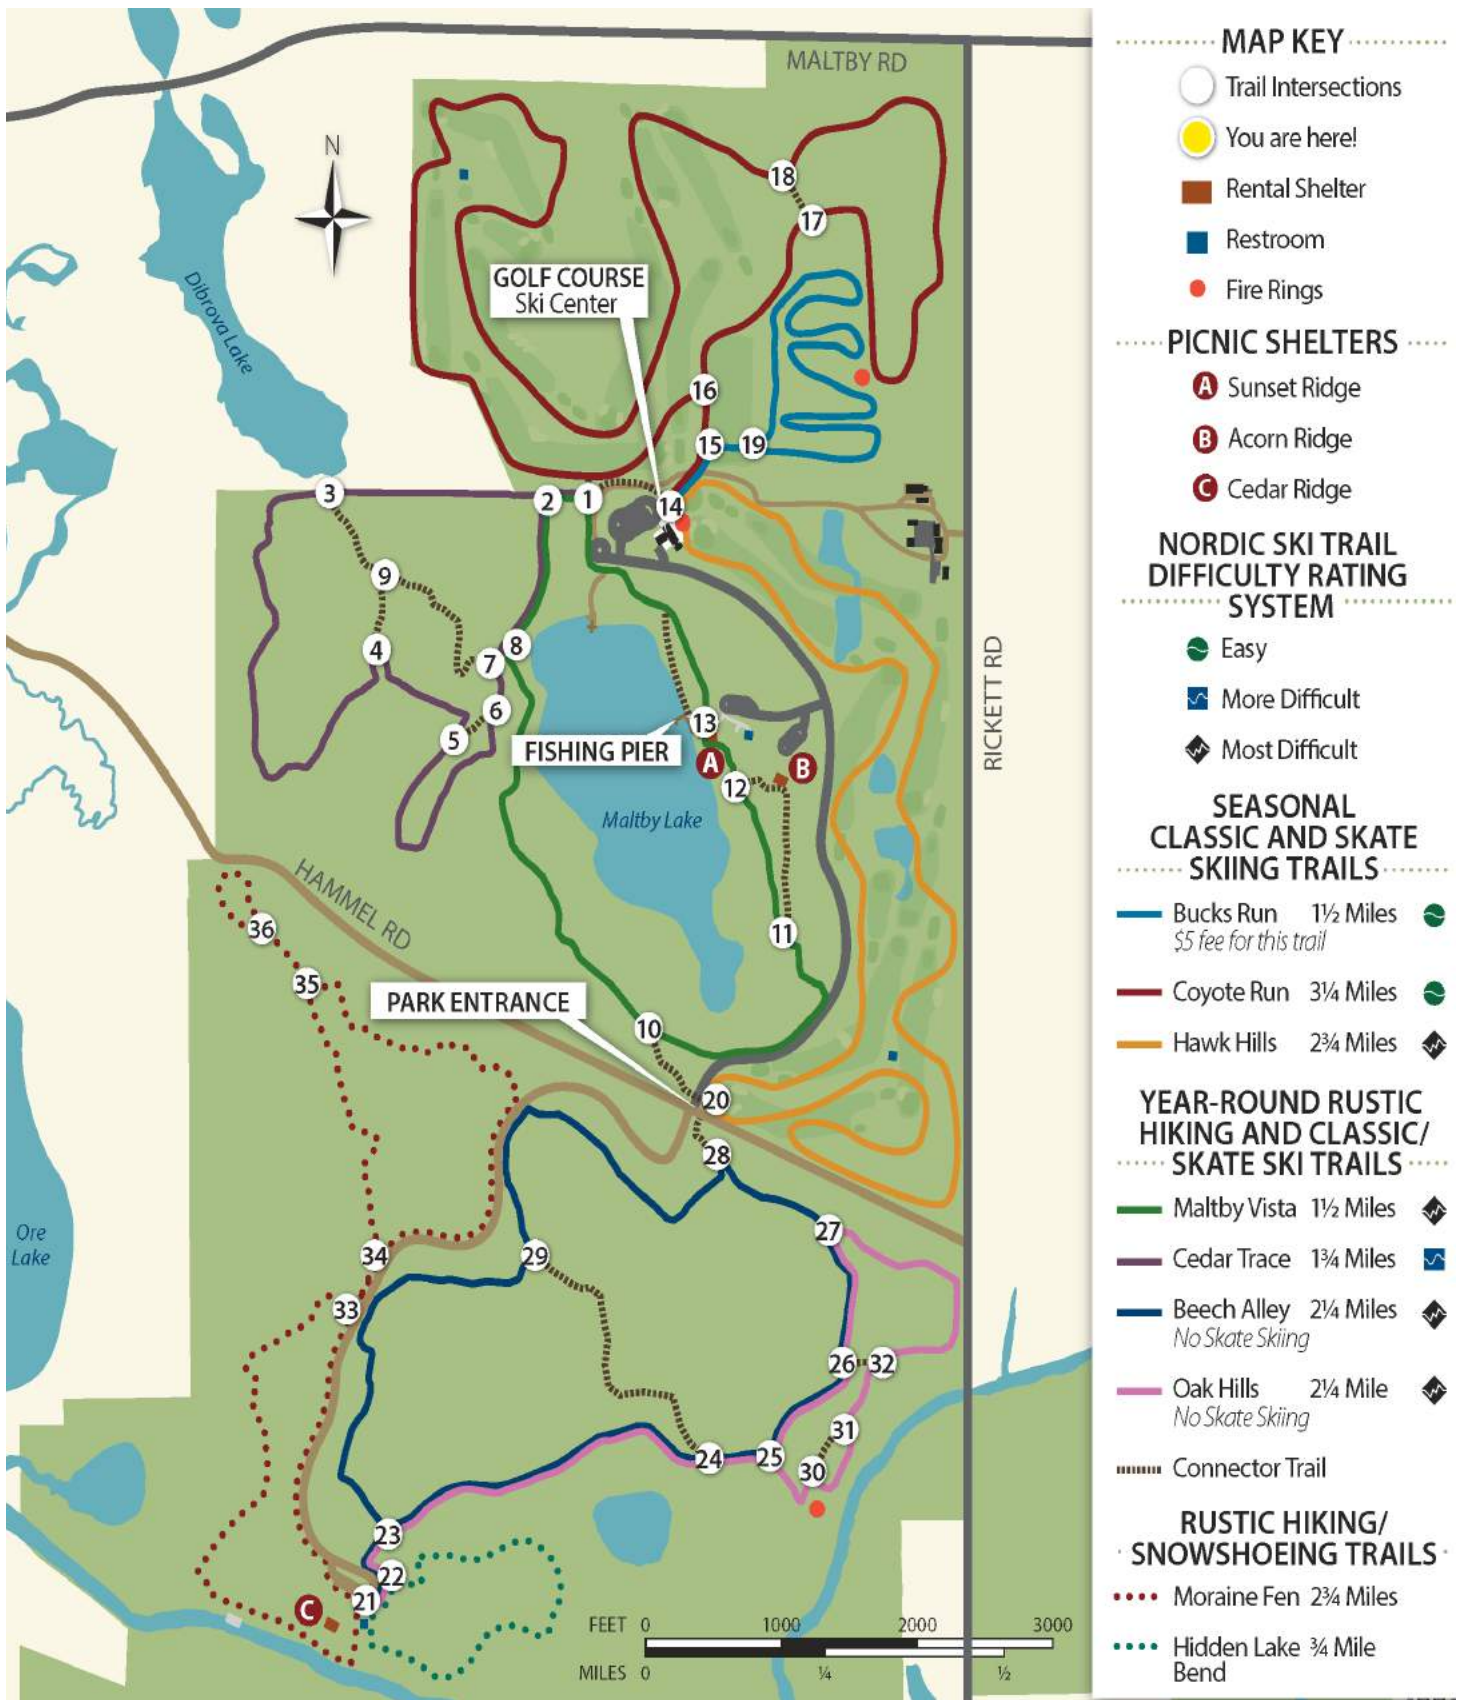 MALTBY RD
N
18
17
GOLF COURSE
Ski Center
Dibrova Lake
16
15
19
3
2
1
14
9
4
8
7
6
5
13
FISHING PIER
A
B
12
RICKETT RD
Maltby Lake
HAMMEL RD
36
11
35
PARK ENTRANCE
10
20
28
27
Ore
Lake
34
29
33
26
32
31
24
25
30
23
22
21
C
FEET 0 1000 2000 3000
MILES 0 ¼ ½
MAP KEY
Trail Intersections
You are here!
Rental Shelter
Restroom
Fire Rings
PICNIC SHELTERS
A Sunset Ridge
B Acorn Ridge
C Cedar Ridge
NORDIC SKI TRAIL
DIFFICULTY RATING
SYSTEM
Easy
More Difficult
Most Difficult
SEASONAL
CLASSIC AND SKATE
SKIING TRAILS
Bucks Run 1½ Miles
$5 fee for this trail
Coyote Run 3¼ Miles
Hawk Hills 2¾ Miles
YEAR-ROUND RUSTIC
HIKING AND CLASSIC/
SKATE SKI TRAILS
Maltby Vista 1½ Miles
Cedar Trace 1¾ Miles
Beech Alley 2¼ Miles
No Skate Skiing
Oak Hills 2¼ Mile
No Skate Skiing
Connector Trail
RUSTIC HIKING/
SNOWSHOEING TRAILS
Moraine Fen 2¾ Miles
Hidden Lake ¾ Mile
Bend